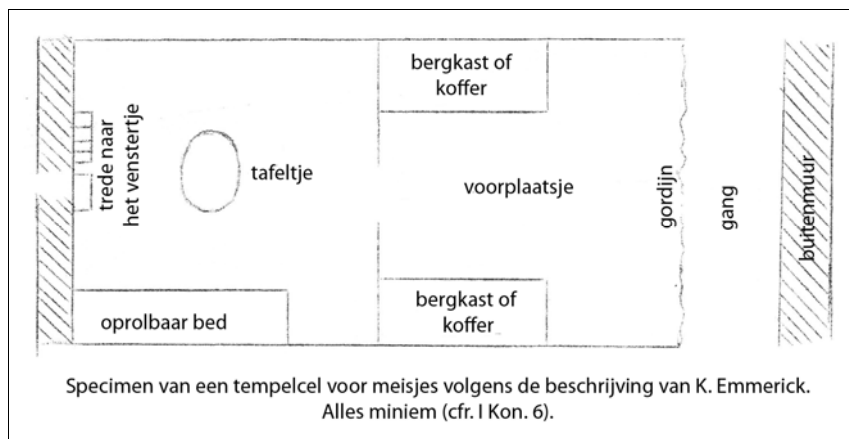 bergkast of
koffer
trede naar
het venstertje
tafeltje
voorplaatsje
gordijn
gang
buitenmuur
oprolbaar bed
bergkast of
koffer
Specimen van een tempelcel voor meisjes volgens de beschrijving van K. Emmerick.
Alles miniem (cfr. I Kon. 6).